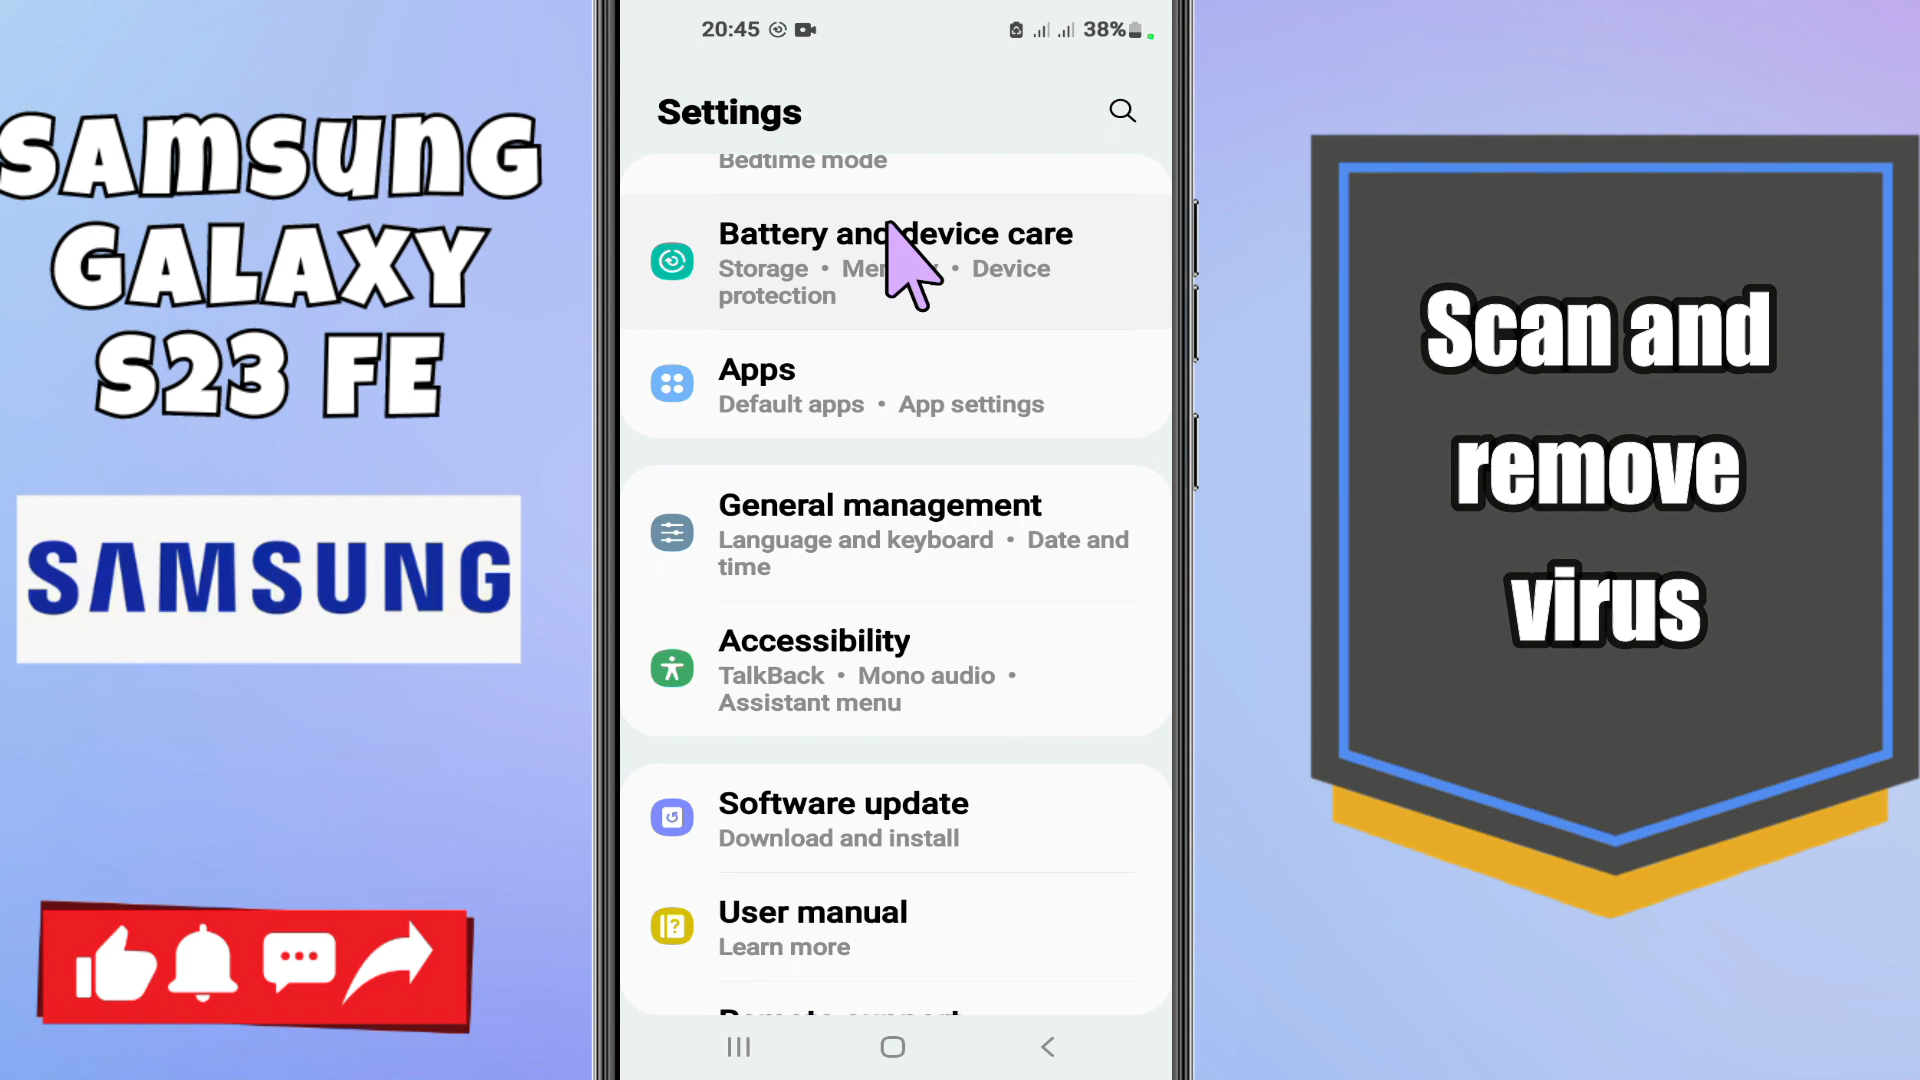 SAMSUNG
GALAXY
S23 FE
SAMSUNG
20:45
38%
Settings
Bedtime mode
Battery and device care
Storage • • Device
protection
Apps
Default apps • App settings
General management
Language and keyboard • Date and
time
Accessibility
TalkBack • Mono audio •
Assistant menu
Software update
Download and install
User manual
Learn more
Scan and
remove
virus